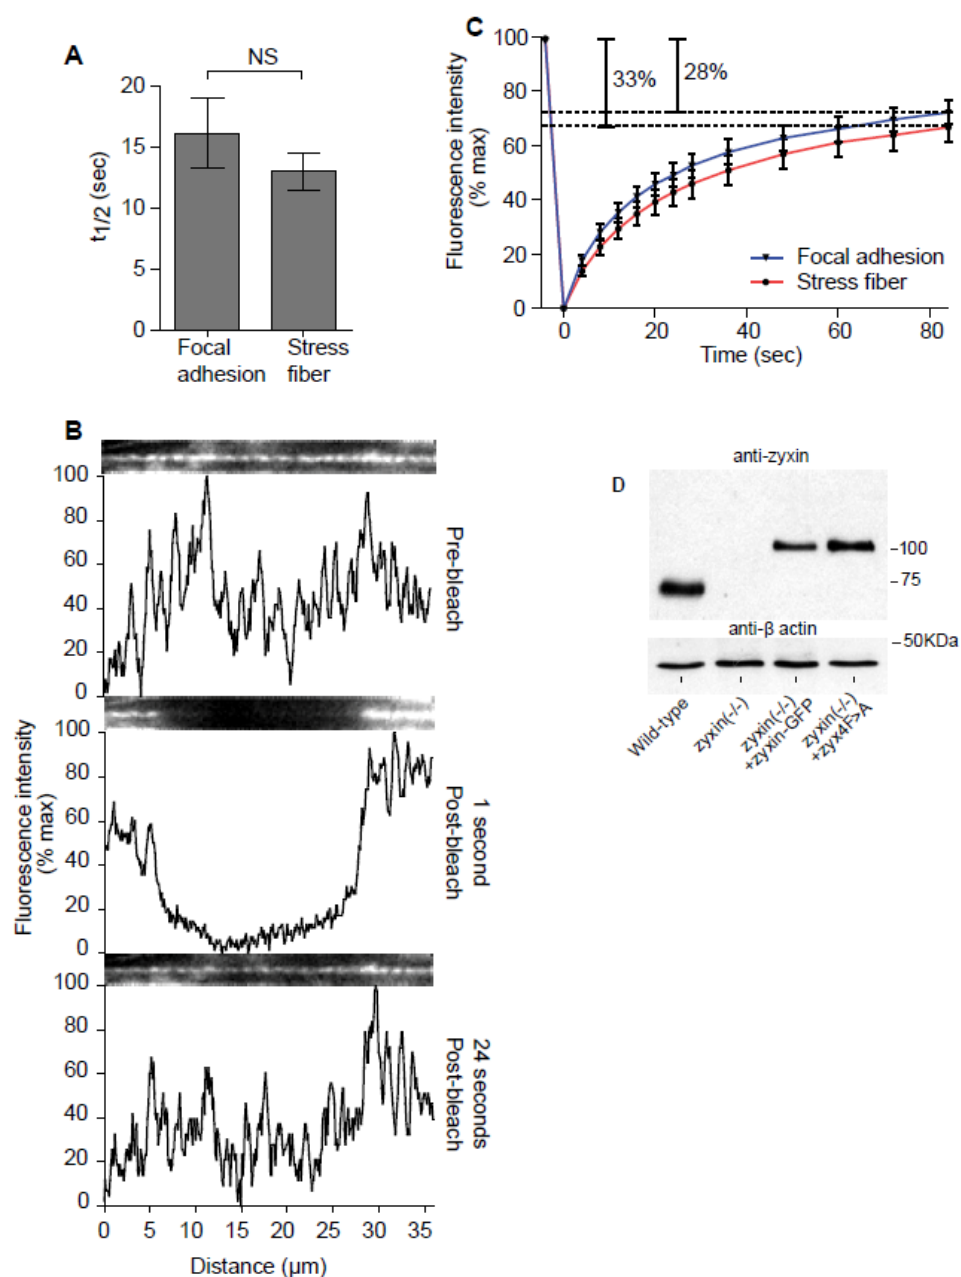 A
NS
20
15
10
5
0
t1/2 (sec)
Focal
adhesion
Stress
fiber
C
100
80
60
40
20
0
Fluorescence intensity
(% max)
33%
28%
Focal adhesion
Stress fiber
0
20
40
60
80
Time (sec)
B
100
80
60
40
20
0
Pre-bleach
100
80
60
40
20
0
Fluorescence intensity
(% max)
1 second
Post-bleach
100
80
60
40
20
0
24 seconds
Post-bleach
0
5
10
15
20
25
30
35
Distance (µm)
D
anti-zyxin
–100
–75
anti-β actin
–50KDa
Wild-type
zyxin(-/-)
zyxin(-/-)
+zyxin-GFP
zyxin(-/-)
+zyx4F>A